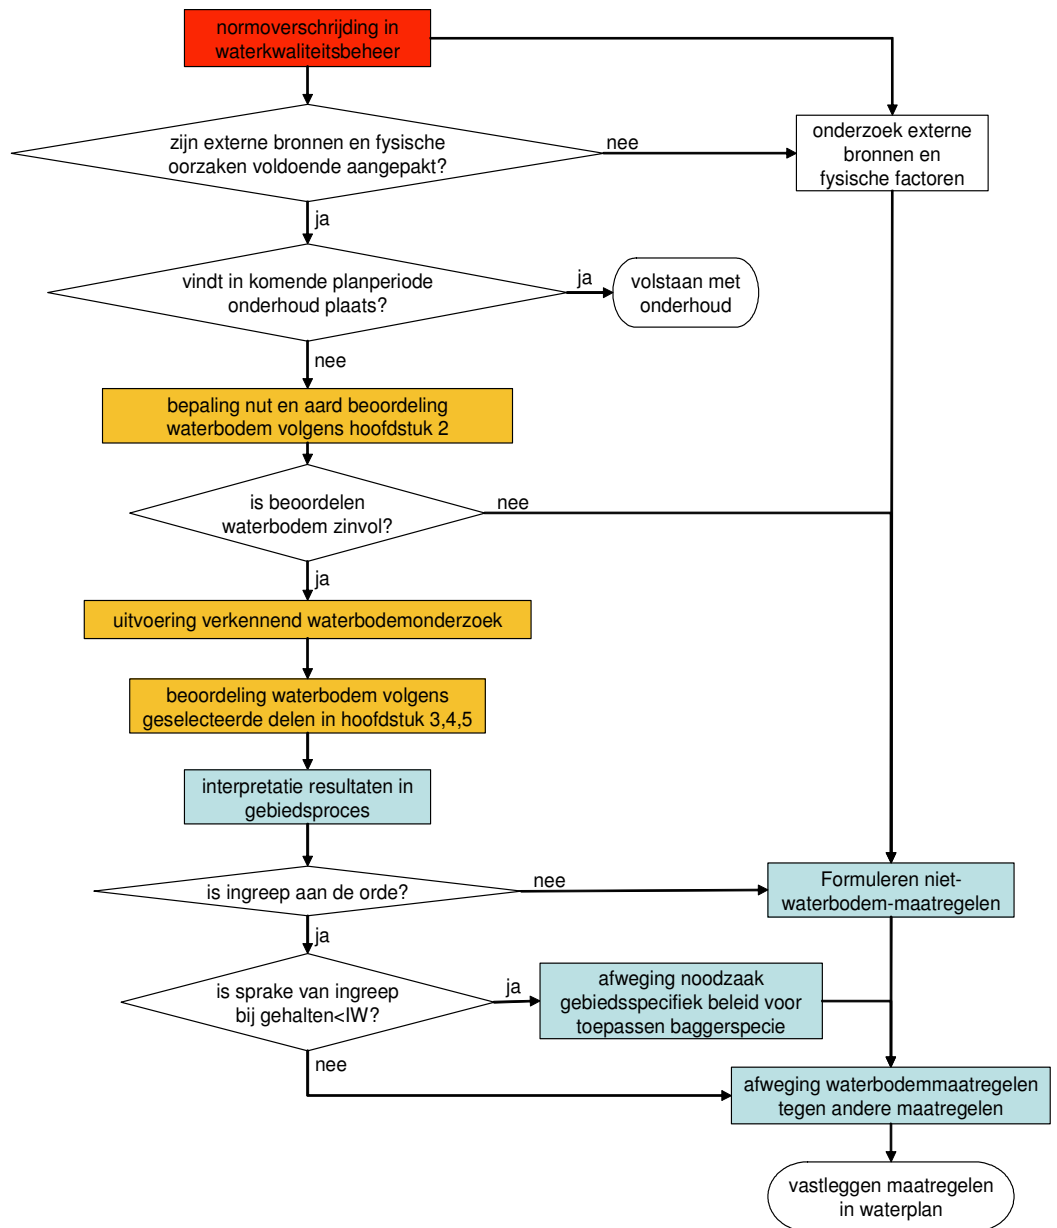 normoverschrijding in
waterkwaliteitsbeheer
zijn externe bronnen en fysische
oorzaken voldoende aangepakt?
nee
onderzoek externe
bronnen en
fysische factoren
ja
vindt in komende planperiode
onderhoud plaats?
ja
volstaan met
onderhoud
nee
bepaling nut en aard beoordeling
waterbodem volgens hoofdstuk 2
is beoordelen
waterbodem zinvol?
nee
ja
uitvoering verkennend waterbodemonderzoek
beoordeling waterbodem volgens
geselecteerde delen in hoofdstuk 3,4,5
interpretatie resultaten in
gebiedsproces
is ingreep aan de orde?
nee
Formuleren niet-
waterbodem-maatregelen
ja
is sprake van ingreep
bij gehalten<IW?
ja
afweging noodzaak
gebiedsspecifiek beleid voor
toepassen baggerspecie
nee
afweging waterbodemmaatregelen
tegen andere maatregelen
vastleggen maatregelen
in waterplan